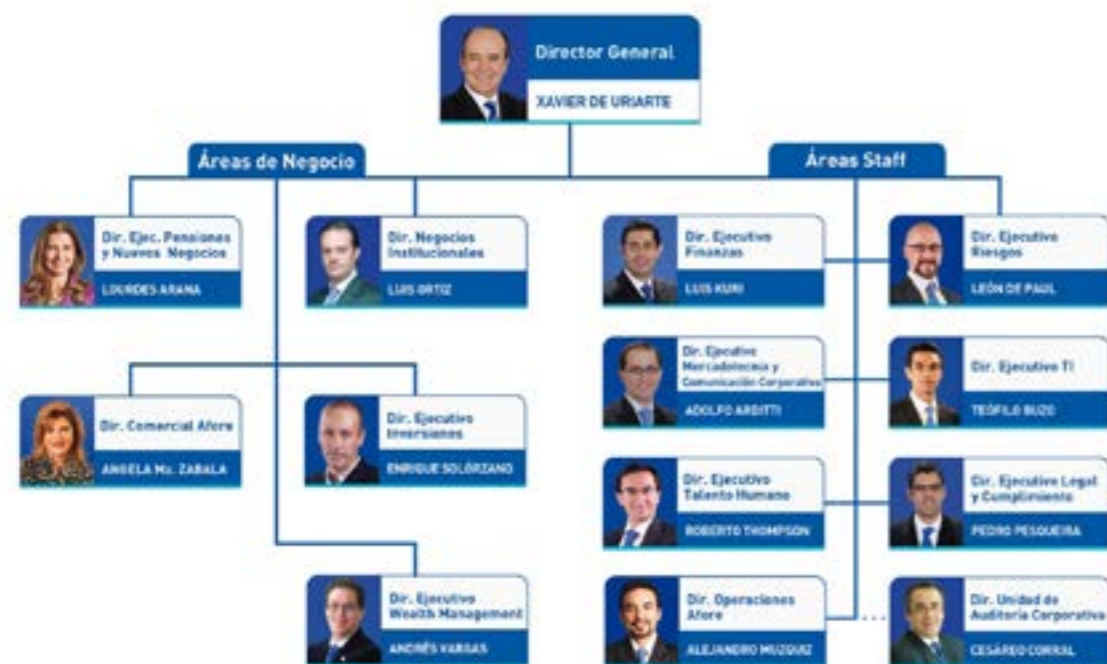 Director General
XAVIER DE URIARTE
Áreas de Negocio
Áreas Staff
Dir. Ejec. Pensiones
y Nuevos Negocios
LOURDES ARANA
Dir. Negocios
Institucionales
LUIS ORTIZ
Dir. Ejecutivo
Finanzas
LUIS KURI
Dir. Ejecutivo
Riesgos
LEÓN DE PAUL
Dir. Comercial Afore
ANGELA Ma. ZABALA
Dir. Ejecutivo
Inversiones
ENRIQUE SOLÓRZANO
Dir. Ejecutivo
Mercadotecnia y
Comunicación Corporativa
ADOLFO ARDITTI
Dir. Ejecutivo TI
TEÓFILO BUZO
Dir. Ejecutivo
Talento Humano
ROBERTO THOMPSON
Dir. Ejecutivo Legal
y Cumplimiento
PEDRO PESQUEIRA
Dir. Ejecutivo
Wealth Management
ANDRÉS VARGAS
Dir. Operaciones
Afore
ALEJANDRO MUZQUIZ
Dir. Unidad de
Auditoría Corporativa
CESÁREO CORRAL